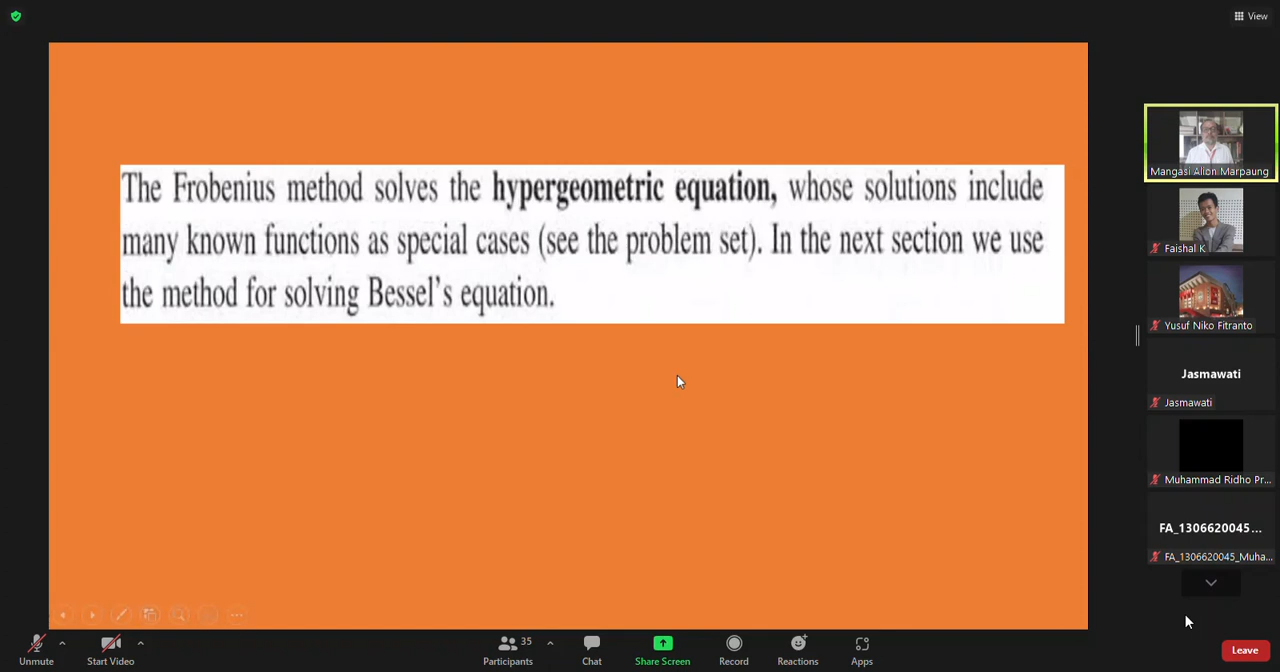 View
The Frobenius method solves the hypergeometric equation, whose solutions include
many known functions as special cases (see the problem set). In the next section we use
the method for solving Bessel's equation.
Mangasi Alion Marpaung
Faishal K
Yusuf Niko Fitranto
Jasmawati
Jasmawati
Muhammad Ridho Pr...
FA_1306620045...
FA_1306620045_Muha...
Unmute
Start Video
35
Participants
Chat
Share Screen
Record
Reactions
Apps
Leave